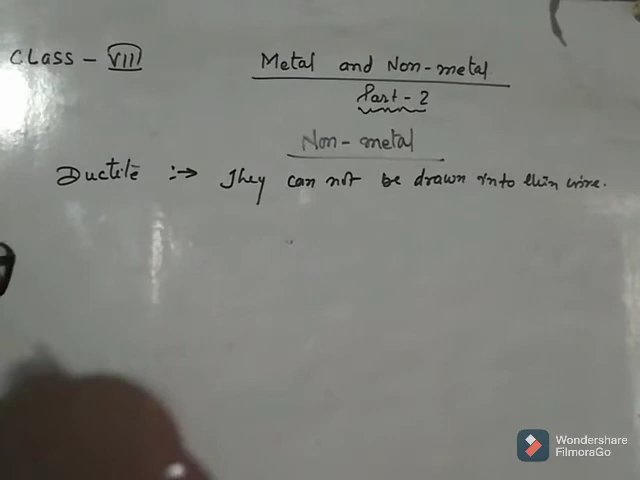 Class - VIII
Metal and Non-metal
Part - 2
Non-metal
Ductile :→ They can not be drawn into thin wire.
Wondershare
FilmoraGo